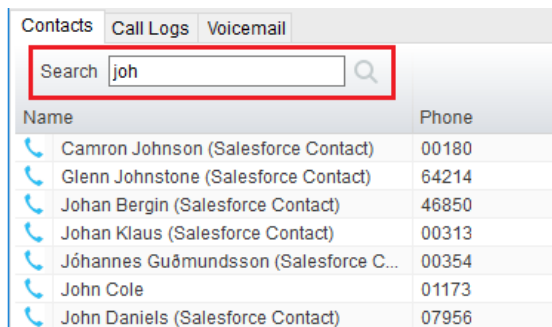 Contacts Call Logs Voicemail
Search joh
Name Phone
Camron Johnson (Salesforce Contact) 00180
Glenn Johnstone (Salesforce Contact) 64214
Johan Bergin (Salesforce Contact) 46850
Johan Klaus (Salesforce Contact) 00313
Jóhannes Guðmundsson (Salesforce C... 00354
John Cole 01173
John Daniels (Salesforce Contact) 07956